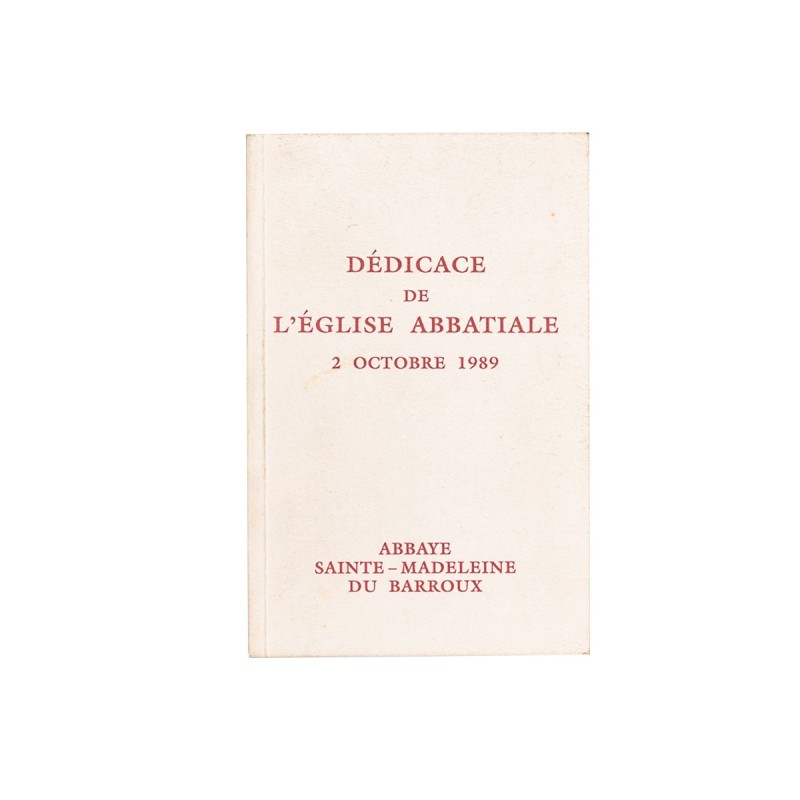 DÉDICACE
DE
L'ÉGLISE ABBATIALE
2 OCTOBRE 1989
ABBAYE
SAINTE–MADELEINE
DU BARROUX